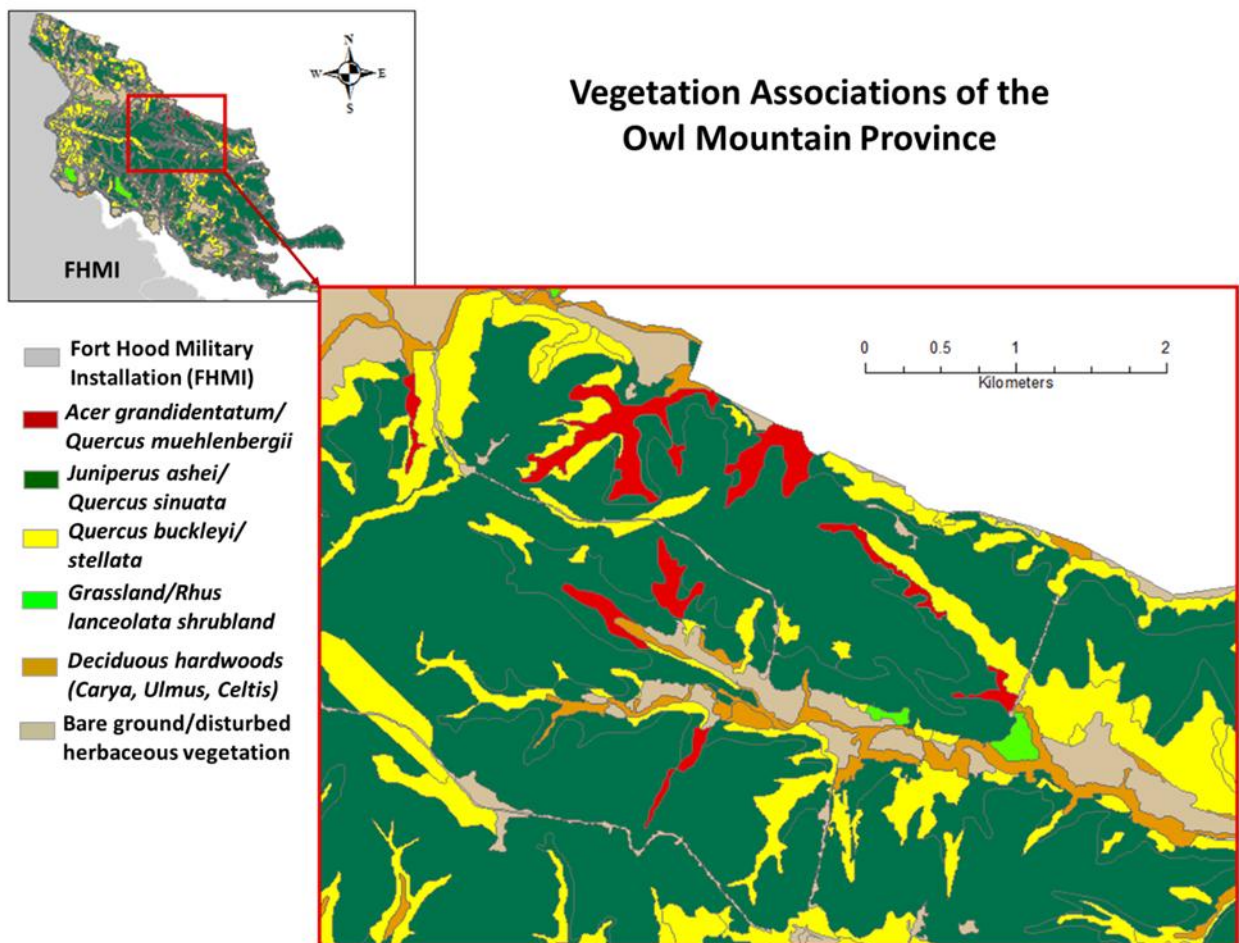 Vegetation Associations of the
Owl Mountain Province
N
W E
S
FHMI
Fort Hood Military
Installation (FHMI)
Acer grandidentatum/
Quercus muehlenbergii
Juniperus ashei/
Quercus sinuata
Quercus buckleyi/
stellata
Grassland/Rhus
lanceolata shrubland
Deciduous hardwoods
(Carya, Ulmus, Celtis)
Bare ground/disturbed
herbaceous vegetation
0 0.5 1 2
Kilometers